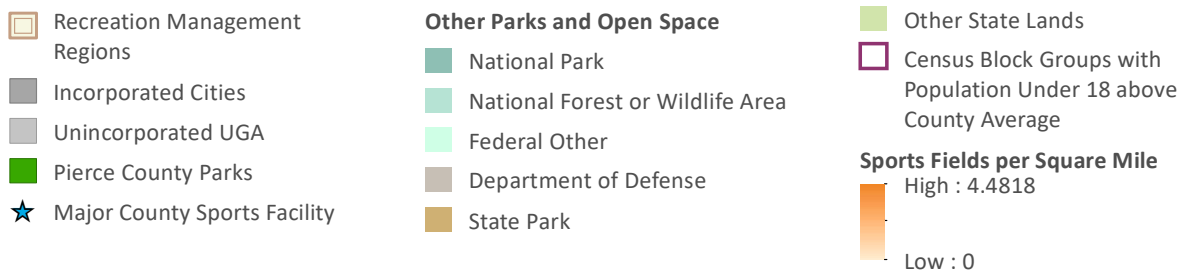 Recreation Management
Regions
Incorporated Cities
Unincorporated UGA
Pierce County Parks
Major County Sports Facility
Other Parks and Open Space
National Park
National Forest or Wildlife Area
Federal Other
Department of Defense
State Park
Other State Lands
Census Block Groups with
Population Under 18 above
County Average
Sports Fields per Square Mile
High : 4.4818
Low : 0